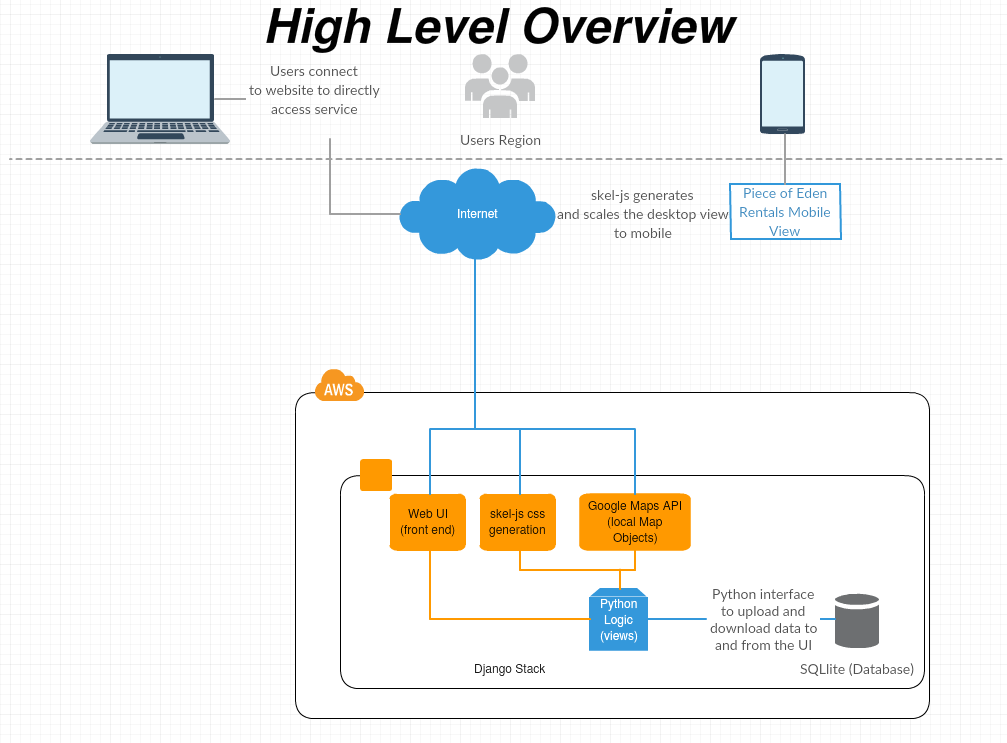 High Level Overview
Users connect
to website to directly
access service
Users Region
Internet
skel-js generates
and scales the desktop view
to mobile
Piece of Eden
Rentals Mobile
View
AWS
Web UI
(front end)
skel-js css
generation
Google Maps API
(local Map
Objects)
Python
Logic
(views)
Python interface
to upload and
download data to
and from the UI
Django Stack
SQLlite (Database)